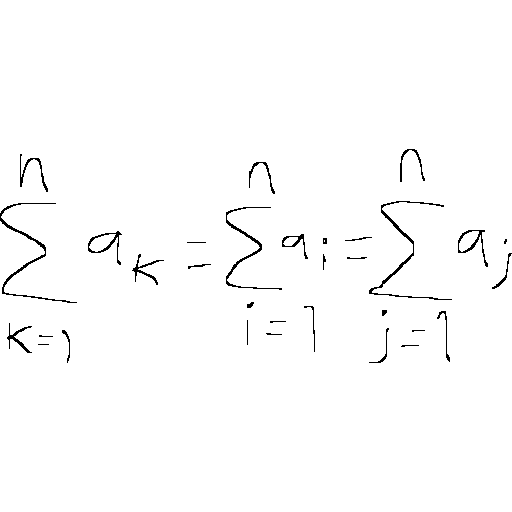 \sum_{k=1}^{n} a_k = \sum_{i=1}^{n} a_i = \sum_{j=1}^{n} a_j